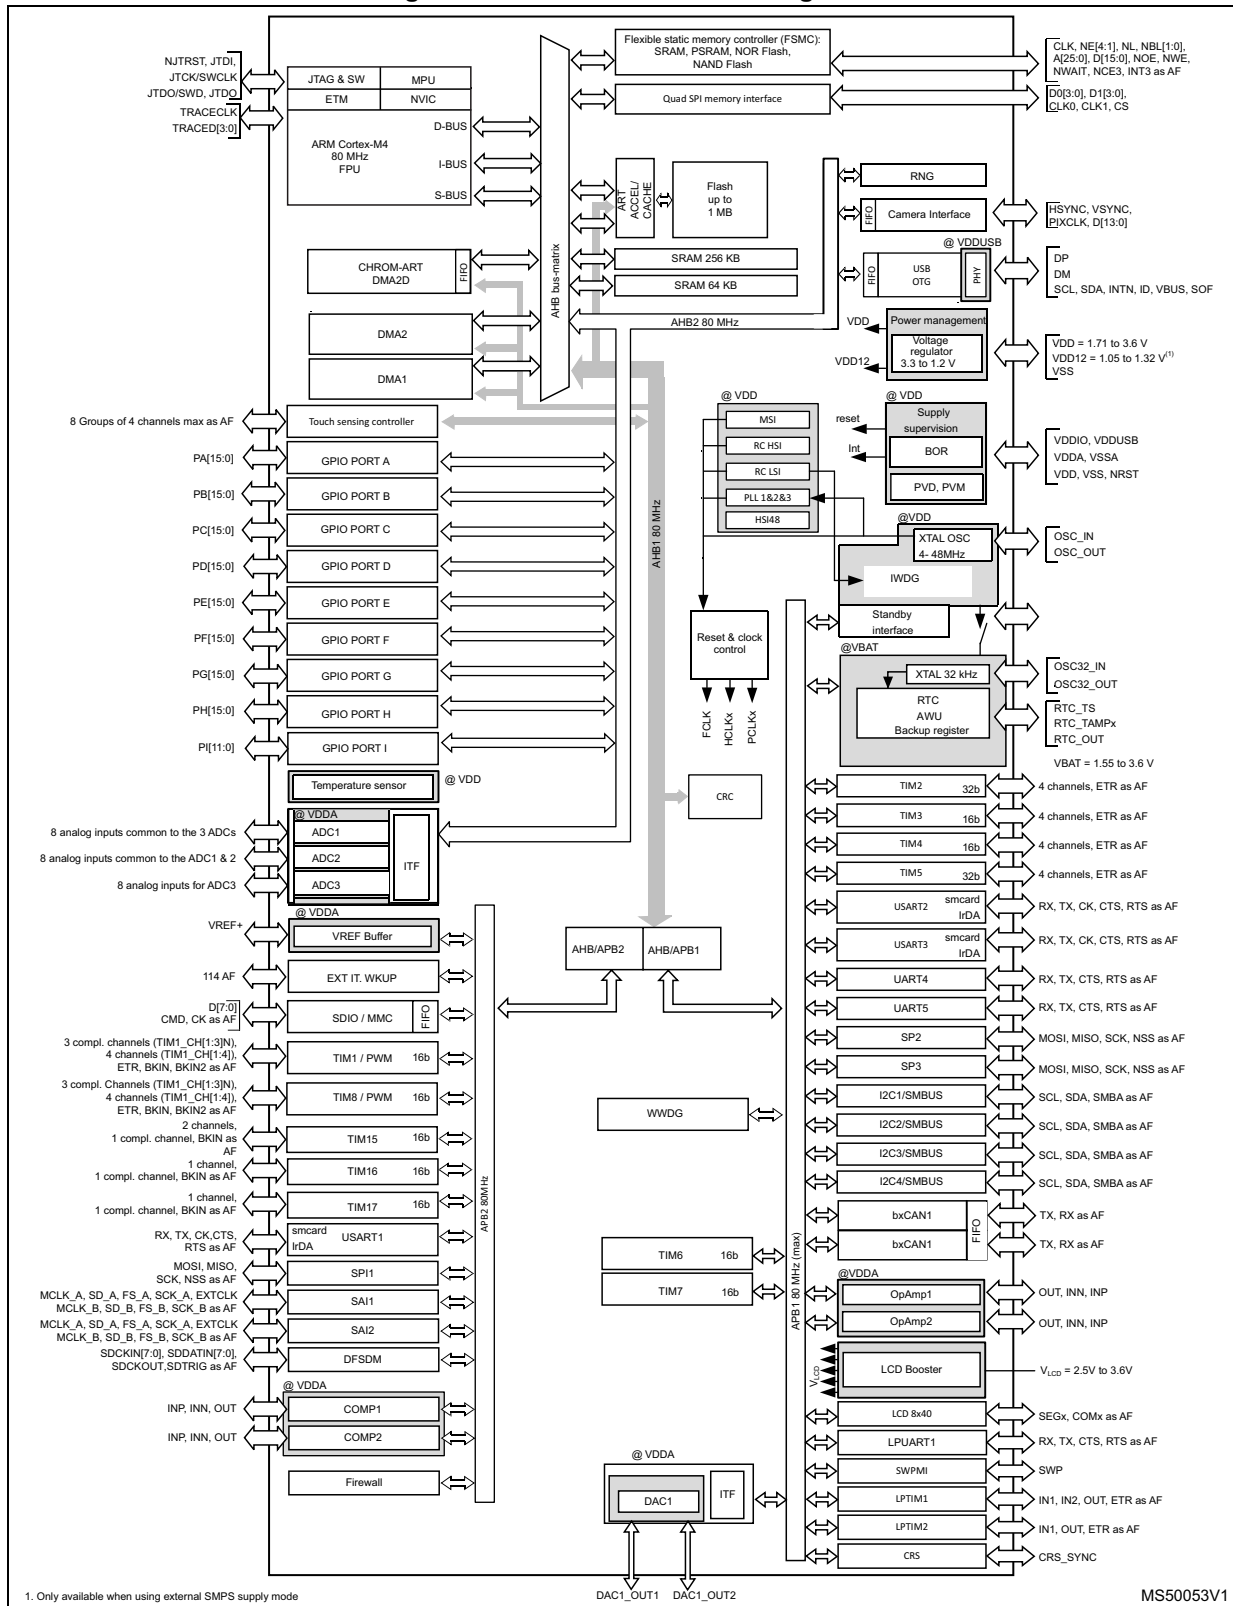 NJTRST, JTDI,
JTCK/SWCLK
JTDO/SWD, JTDO
TRACECLK
TRACED[3:0]
JTAG & SW
MPU
ETM
NVIC
ARM Cortex-M4
80 MHz
FPU
D-BUS
I-BUS
S-BUS
AHB bus-matrix
Flexible static memory controller (FSMC):
SRAM, PSRAM, NOR Flash,
NAND Flash
CLK, NE[4:1], NL, NBL[1:0],
A[25:0], D[15:0], NOE, NWE,
NWAIT, NCE3, INT3 as AF
Quad SPI memory interface
D0[3:0], D1[3:0],
CLK0, CLK1, CS
ART
ACCEL/
CACHE
Flash
up to
1 MB
RNG
FIFO
Camera Interface
HSYNC, VSYNC,
PIXCLK, D[13:0]
@ VDDUSB
FIFO
USB
OTG
PHY
DP
DM
SCL, SDA, INTN, ID, VBUS, SOF
CHROM-ART
DMA2D
FIFO
SRAM 256 KB
SRAM 64 KB
AHB2 80 MHz
DMA2
DMA1
VDD
Power management
Voltage
regulator
3.3 to 1.2 V
VDD12
VDD = 1.71 to 3.6 V
VDD12 = 1.05 to 1.32 V(1)
VSS
8 Groups of 4 channels max as AF
Touch sensing controller
@ VDD
MSI
RC HSI
RC LSI
PLL 1&2&3
HSI48
@ VDD
reset
Int
Supply
supervision
BOR
PVD, PVM
VDDIO, VDDUSB
VDDA, VSSA
VDD, VSS, NRST
PA[15:0]
GPIO PORT A
PB[15:0]
GPIO PORT B
PC[15:0]
GPIO PORT C
PD[15:0]
GPIO PORT D
PE[15:0]
GPIO PORT E
PF[15:0]
GPIO PORT F
PG[15:0]
GPIO PORT G
PH[15:0]
GPIO PORT H
PI[11:0]
GPIO PORT I
AHB1 80 MHz
@VDD
XTAL OSC
4- 48MHz
IWDG
OSC_IN
OSC_OUT
Standby
interface
Reset & clock
control
FCLK
HCLKx
PCLKx
@VBAT
XTAL 32 kHz
RTC
AWU
Backup register
OSC32_IN
OSC32_OUT
RTC_TS
RTC_TAMPx
RTC_OUT
VBAT = 1.55 to 3.6 V
Temperature sensor
@ VDD
CRC
@ VDDA
8 analog inputs common to the 3 ADCs
ADC1
8 analog inputs common to the ADC1 & 2
ADC2
8 analog inputs for ADC3
ADC3
ITF
TIM2
32b
4 channels, ETR as AF
TIM3
16b
4 channels, ETR as AF
TIM4
16b
4 channels, ETR as AF
TIM5
32b
4 channels, ETR as AF
USART2
smcard
IrDA
RX, TX, CK, CTS, RTS as AF
USART3
smcard
IrDA
RX, TX, CK, CTS, RTS as AF
UART4
RX, TX, CTS, RTS as AF
UART5
RX, TX, CTS, RTS as AF
SP2
MOSI, MISO, SCK, NSS as AF
SP3
MOSI, MISO, SCK, NSS as AF
I2C1/SMBUS
SCL, SDA, SMBA as AF
I2C2/SMBUS
SCL, SDA, SMBA as AF
I2C3/SMBUS
SCL, SDA, SMBA as AF
I2C4/SMBUS
SCL, SDA, SMBA as AF
bxCAN1
TX, RX as AF
bxCAN1
TX, RX as AF
FIFO
@VDDA
OpAmp1
OUT, INN, INP
OpAmp2
OUT, INN, INP
VLCD
LCD Booster
VLCD = 2.5V to 3.6V
LCD 8x40
SEGx, COMx as AF
LPUART1
RX, TX, CTS, RTS as AF
SWPMI
SWP
LPTIM1
IN1, IN2, OUT, ETR as AF
LPTIM2
IN1, OUT, ETR as AF
CRS
CRS_SYNC
AHB/APB2
AHB/APB1
WWDG
TIM6
16b
TIM7
16b
APB1 80 MHz (max)
@ VDDA
DAC1
ITF
DAC1_OUT1
DAC1_OUT2
@ VDDA
VREF+
VREF Buffer
114 AF
EXT IT. WKUP
D[7:0]
CMD, CK as AF
SDIO / MMC
FIFO
3 compl. channels (TIM1_CH[1:3]N),
4 channels (TIM1_CH[1:4]),
ETR, BKIN, BKIN2 as AF
TIM1 / PWM
16b
3 compl. Channels (TIM1_CH[1:3]N),
4 channels (TIM1_CH[1:4]),
ETR, BKIN, BKIN2 as AF
TIM8 / PWM
16b
2 channels,
1 compl. channel, BKIN as
AF
TIM15
16b
1 channel,
1 compl. channel, BKIN as AF
TIM16
16b
1 channel,
1 compl. channel, BKIN as AF
TIM17
16b
RX, TX, CK,CTS,
RTS as AF
smcard
IrDA
USART1
MOSI, MISO,
SCK, NSS as AF
SPI1
MCLK_A, SD_A, FS_A, SCK_A, EXTCLK
MCLK_B, SD_B, FS_B, SCK_B as AF
SAI1
MCLK_A, SD_A, FS_A, SCK_A, EXTCLK
MCLK_B, SD_B, FS_B, SCK_B as AF
SAI2
SDCKIN[7:0], SDDATIN[7:0],
SDCKOUT,SDTRIG as AF
DFSDM
@ VDDA
INP, INN, OUT
COMP1
INP, INN, OUT
COMP2
Firewall
APB2 80MHz
1. Only available when using external SMPS supply mode
MS50053V1